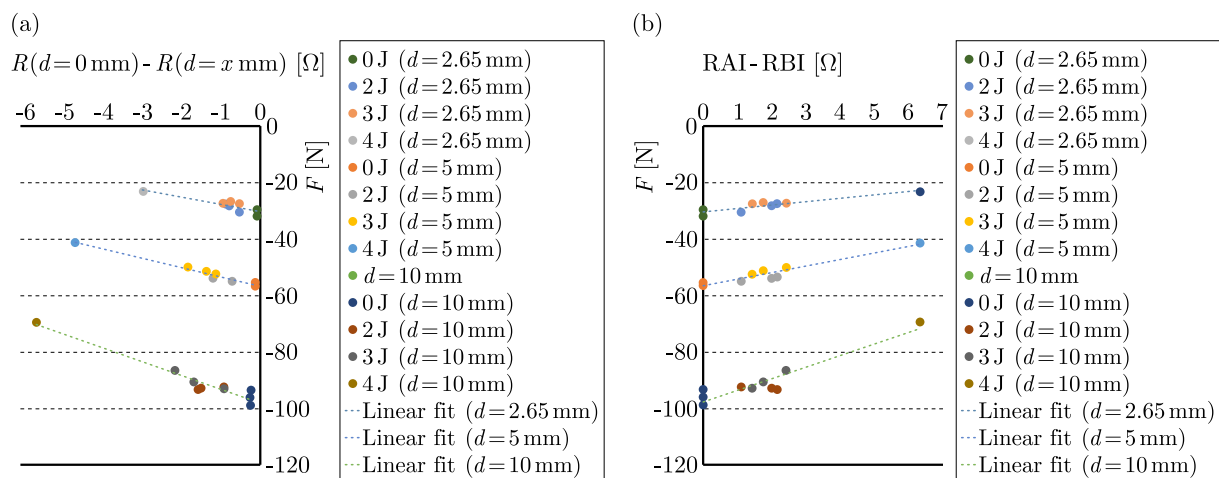 (a)
R(d=0 mm) - R(d=x mm) [Ω]
-6 -5 -4 -3 -2 -1 0
0
-20
-40
-60
-80
-100
-120
F [N]
0 J (d=2.65 mm)
2 J (d=2.65 mm)
3 J (d=2.65 mm)
4 J (d=2.65 mm)
0 J (d=5 mm)
2 J (d=5 mm)
3 J (d=5 mm)
4 J (d=5 mm)
d=10 mm
0 J (d=10 mm)
2 J (d=10 mm)
3 J (d=10 mm)
4 J (d=10 mm)
Linear fit (d=2.65 mm)
Linear fit (d=5 mm)
Linear fit (d=10 mm)
(b)
RAI-RBI [Ω]
0 1 2 3 4 5 6 7
0
-20
-40
-60
-80
-100
-120
F [N]
0 J (d=2.65 mm)
2 J (d=2.65 mm)
3 J (d=2.65 mm)
4 J (d=2.65 mm)
0 J (d=5 mm)
2 J (d=5 mm)
3 J (d=5 mm)
4 J (d=5 mm)
d=10 mm
0 J (d=10 mm)
2 J (d=10 mm)
3 J (d=10 mm)
4 J (d=10 mm)
Linear fit (d=2.65 mm)
Linear fit (d=5 mm)
Linear fit (d=10 mm)